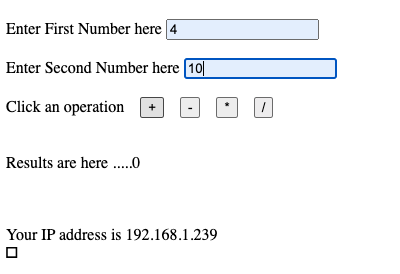 Enter First Number here 4
Enter Second Number here 10
Click an operation + - * /
Results are here .....0
Your IP address is 192.168.1.239